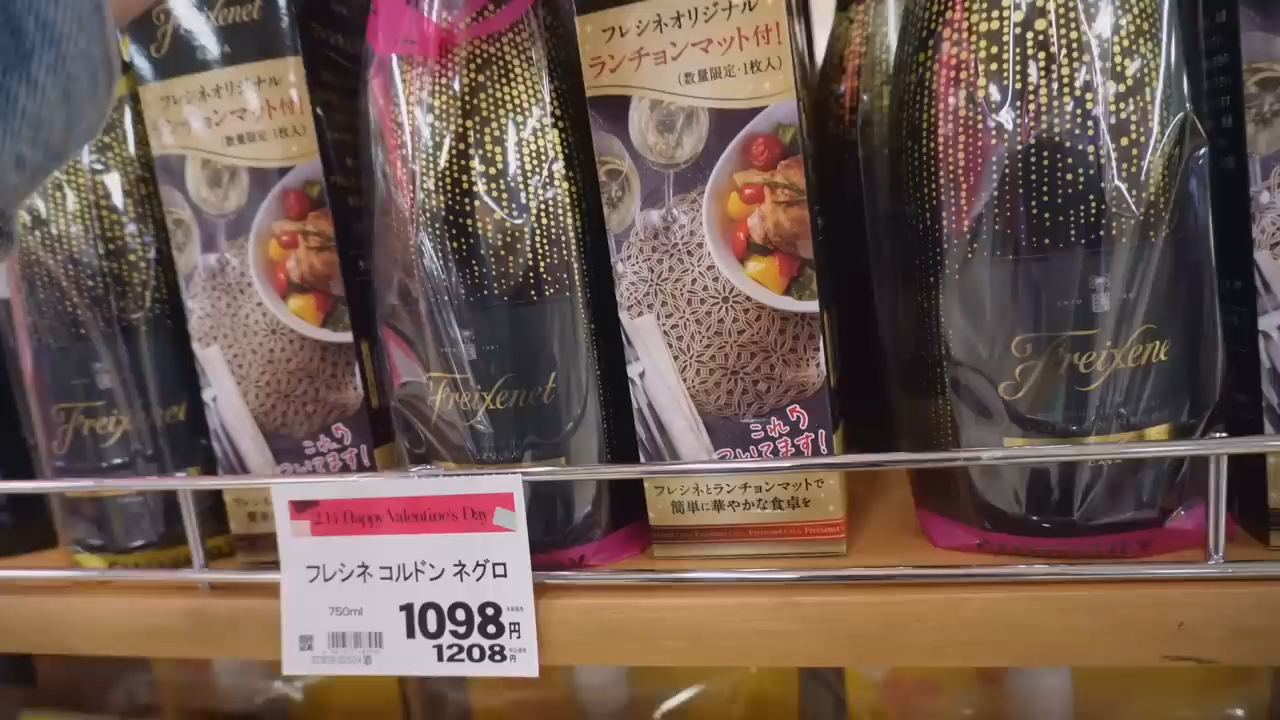 Freixenet
フレシネオリジナル
ランチョンマット付!
(数量限定・1枚入)
フレシネオリジナル
ランチョンマット付!
(数量限定・1枚入)
Freixenet
Freixenet
Freixene
CAVA
これ
ついてます!
これ
ついてます!
フレシネとランチョンマットで
簡単に華やかな食卓を
2.14 Happy Valentine's Day
フレシネ コルドン ネグロ
750ml
1098円
1208円